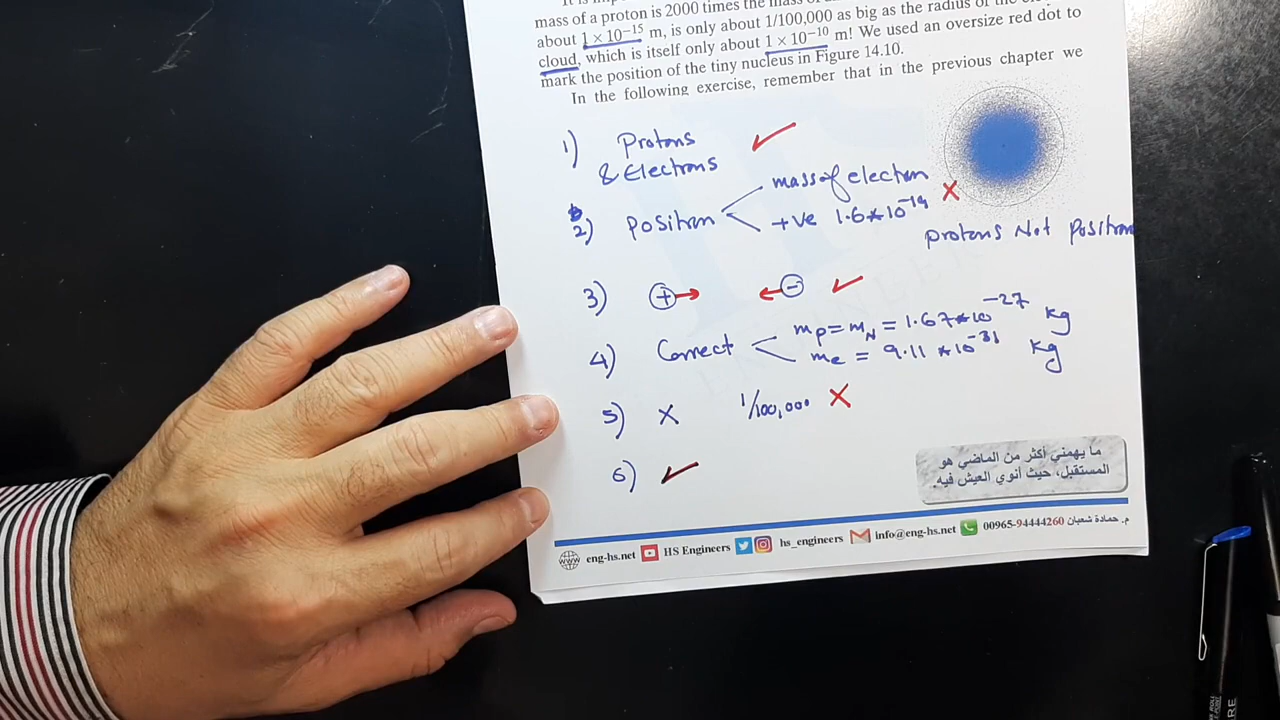 mass of a proton is 2000 times the mass of
about 1 × 10⁻¹⁵ m, is only about 1/100,000 as big as the radius of the
cloud, which is itself only about 1 × 10⁻¹⁰ m! We used an oversize red dot to
mark the position of the tiny nucleus in Figure 14.10.
In the following exercise, remember that in the previous chapter we
1) Protons
& Electrons ✓
2) Positron mass of electron
+ve 1.6*10⁻¹⁹ ✗
protons Not Positron
3) + → ← - ✓
4) Correct mp = mN = 1.67*10⁻²⁷ kg
me = 9.11 *10⁻³¹ kg
5) X 1/100,000 X
6) ✓
ما يهمني أكثر من الماضي هو
المستقبل، حيث أنوي العيش فيه.
www eng-hs.net HS Engineers hs_engineers info@eng-hs.net 00965-94444260 م. حمادة شعبان